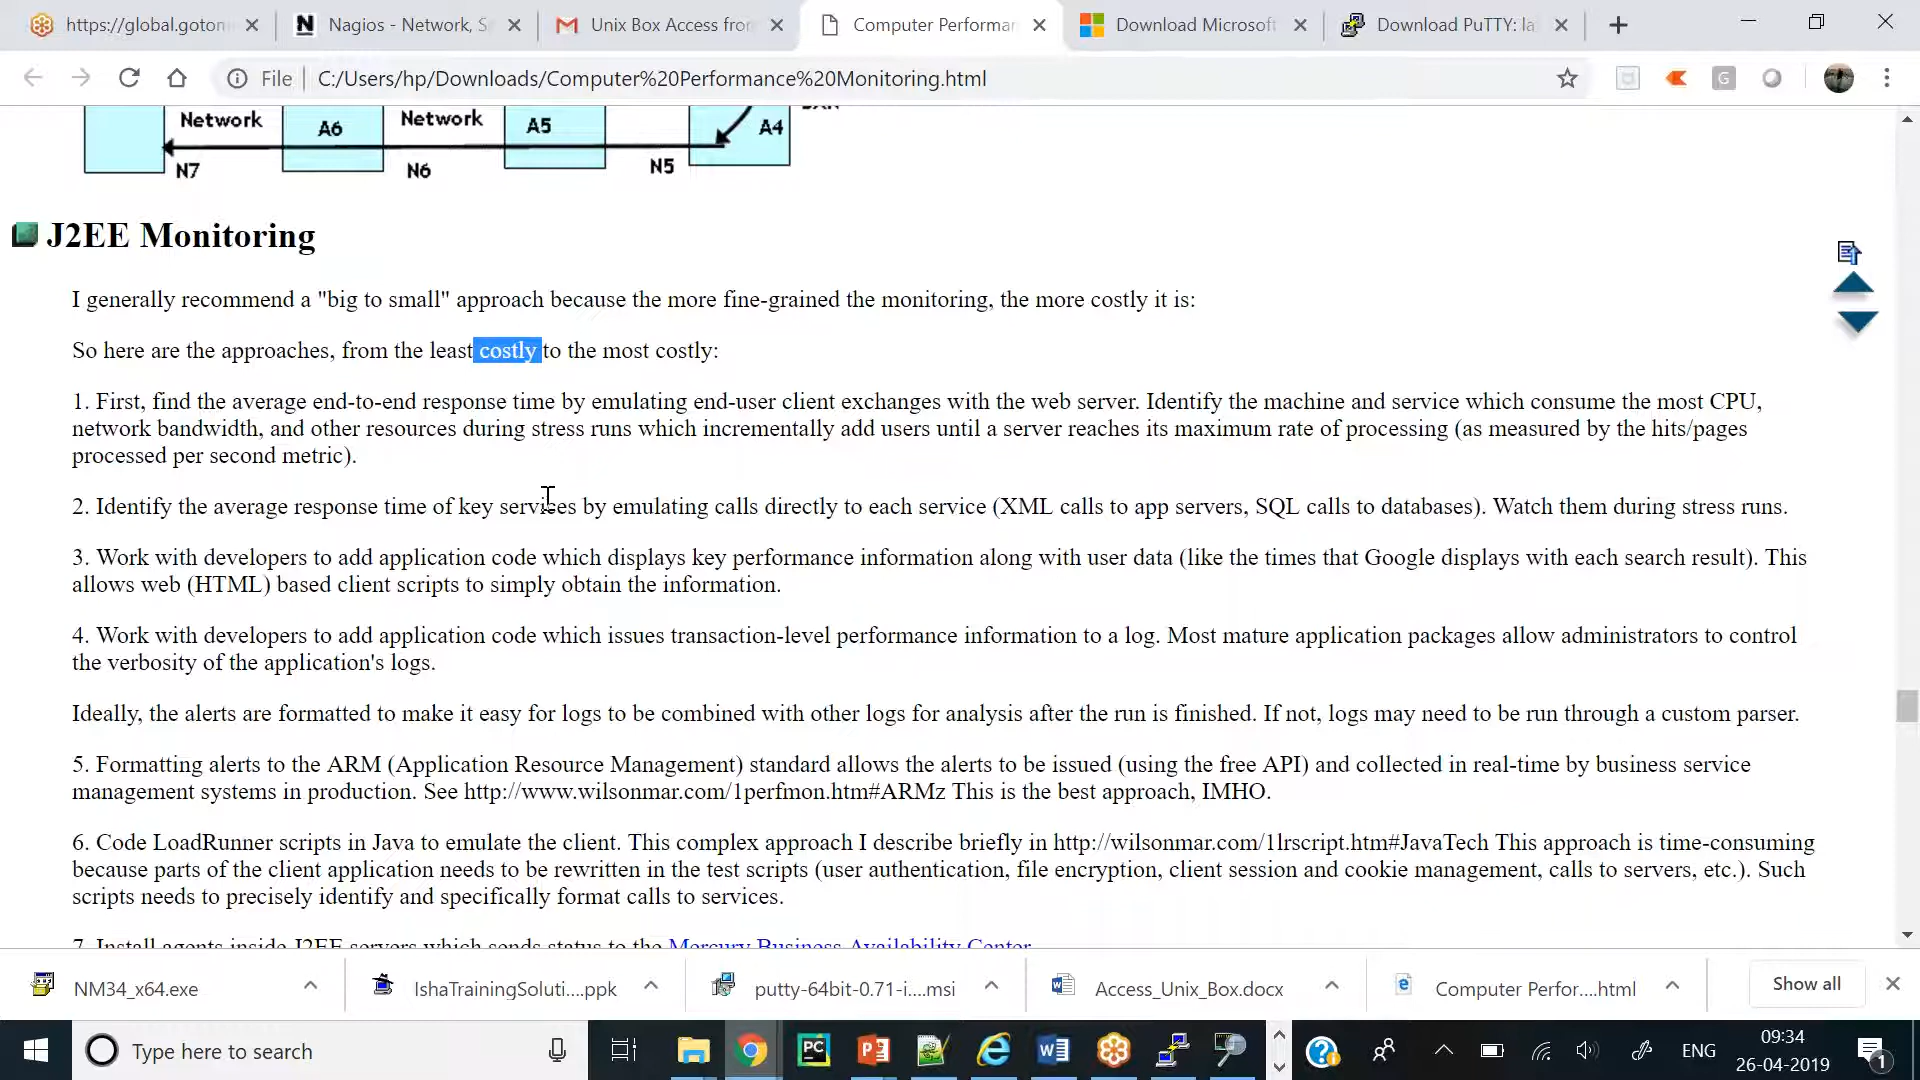 https://global.gotom
Nagios - Network, S
Unix Box Access from
Computer Performan
Download Microsoft
Download PuTTY: la
File
C:/Users/hp/Downloads/Computer%20Performance%20Monitoring.html
G
Network
A6
Network
A5
A4
N7
N6
N5
J2EE Monitoring
I generally recommend a "big to small" approach because the more fine-grained the monitoring, the more costly it is:
So here are the approaches, from the least costly to the most costly:
1. First, find the average end-to-end response time by emulating end-user client exchanges with the web server. Identify the machine and service which consume the most CPU,
network bandwidth, and other resources during stress runs which incrementally add users until a server reaches its maximum rate of processing (as measured by the hits/pages
processed per second metric).
2. Identify the average response time of key services by emulating calls directly to each service (XML calls to app servers, SQL calls to databases). Watch them during stress runs.
3. Work with developers to add application code which displays key performance information along with user data (like the times that Google displays with each search result). This
allows web (HTML) based client scripts to simply obtain the information.
4. Work with developers to add application code which issues transaction-level performance information to a log. Most mature application packages allow administrators to control
the verbosity of the application's logs.
Ideally, the alerts are formatted to make it easy for logs to be combined with other logs for analysis after the run is finished. If not, logs may need to be run through a custom parser.
5. Formatting alerts to the ARM (Application Resource Management) standard allows the alerts to be issued (using the free API) and collected in real-time by business service
management systems in production. See http://www.wilsonmar.com/1perfmon.htm#ARMz This is the best approach, IMHO.
6. Code LoadRunner scripts in Java to emulate the client. This complex approach I describe briefly in http://wilsonmar.com/1lrscript.htm#JavaTech This approach is time-consuming
because parts of the client application needs to be rewritten in the test scripts (user authentication, file encryption, client session and cookie management, calls to servers, etc.). Such
scripts needs to precisely identify and specifically format calls to services.
7. Install agents inside J2EE servers which sends status to the Mercury Business Availability Center
NM34_x64.exe
IshaTrainingSoluti....ppk
putty-64bit-0.71-i....msi
Access_Unix_Box.docx
Computer Perfor....html
Show all
Type here to search
ENG
09:34
26-04-2019
1